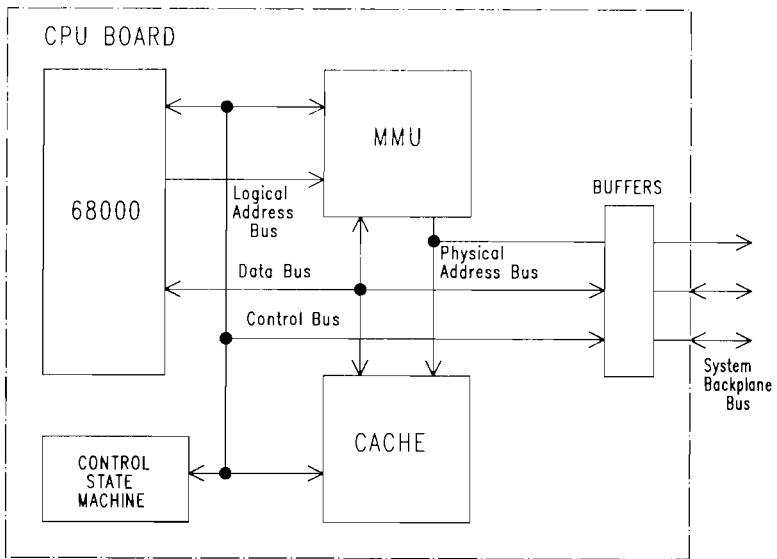 CPU BOARD
68000
MMU
BUFFERS
Logical
Address
Bus
Physical
Address Bus
Data Bus
Control Bus
System
Backplane
Bus
CACHE
CONTROL
STATE
MACHINE